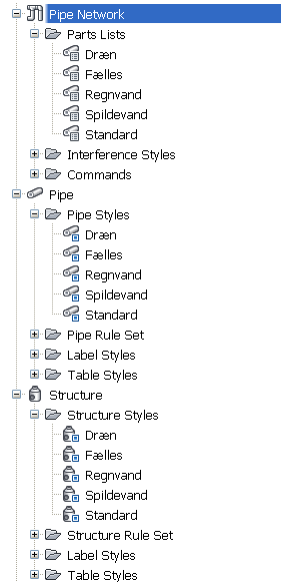 Pipe Network
Parts Lists
Dræn
Fælles
Regnvand
Spildevand
Standard
Interference Styles
Commands
Pipe
Pipe Styles
Dræn
Fælles
Regnvand
Spildevand
Standard
Pipe Rule Set
Label Styles
Table Styles
Structure
Structure Styles
Dræn
Fælles
Regnvand
Spildevand
Standard
Structure Rule Set
Label Styles
Table Styles